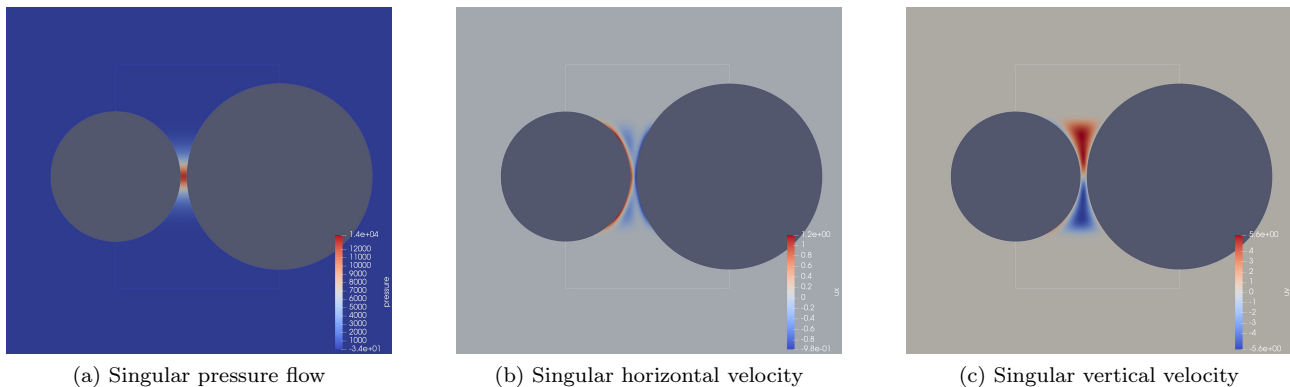 1.4e+04
12000
11000
10000
9000
8000
7000
6000
5000
4000
3000
2000
1000
-3.4e+01
pressure
1.2e+00
1
0.8
0.6
0.4
0.2
0
-0.2
-0.4
-0.6
-0.8
-9.8e-01
ux
5.6e+00
4
3
2
1
0
-1
-2
-3
-4
-5.6e+00
uy
(a) Singular pressure flow
(b) Singular horizontal velocity
(c) Singular vertical velocity